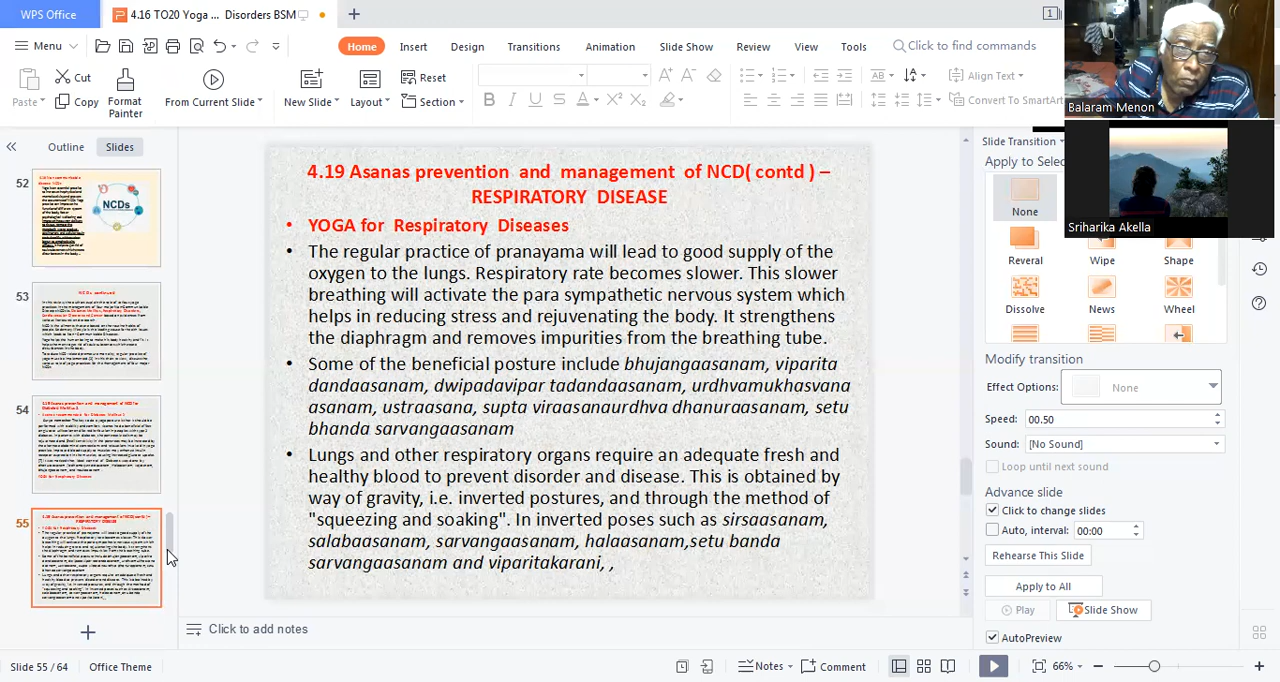 WPS Office
4.16 TO20 Yoga ... Disorders BSM
1
Menu
Home
Insert
Design
Transitions
Animation
Slide Show
Review
View
Tools
Click to find commands
Paste
Cut
Copy
Format
Painter
From Current Slide
New Slide
Layout
Reset
Section
Align Text
Convert To SmartArt
Balaram Menon
Sriharika Akella
Outline
Slides
52
NCDs
53
54
55
4.19 Asanas prevention and management of NCD( contd ) –
RESPIRATORY DISEASE
• YOGA for Respiratory Diseases
• The regular practice of pranayama will lead to good supply of the
oxygen to the lungs. Respiratory rate becomes slower. This slower
breathing will activate the para sympathetic nervous system which
helps in reducing stress and rejuvenating the body. It strengthens
the diaphragm and removes impurities from the breathing tube.
• Some of the beneficial posture include bhujangaasanam, viparita
dandaasanam, dwipadavipar tadandaasanam, urdhvamukhasvana
asanam, ustraasana, supta viraasanaurdhva dhanuraasanam, setu
bhanda sarvangaasanam
• Lungs and other respiratory organs require an adequate fresh and
healthy blood to prevent disorder and disease. This is obtained by
way of gravity, i.e. inverted postures, and through the method of
"squeezing and soaking". In inverted poses such as sirsaasanam,
salabaasanam, sarvangaasanam, halaasanam,setu banda
sarvangaasanam and viparitakarani, ,
Slide Transition
Apply to Selec
None
Reveral
Wipe
Shape
Dissolve
News
Wheel
Modify transition
Effect Options:
None
Speed:
00.50
Sound:
[No Sound]
Loop until next sound
Advance slide
Click to change slides
Auto, interval:
00:00
Rehearse This Slide
Apply to All
Play
Slide Show
AutoPreview
Click to add notes
Slide 55 / 64
Office Theme
Notes
Comment
66%